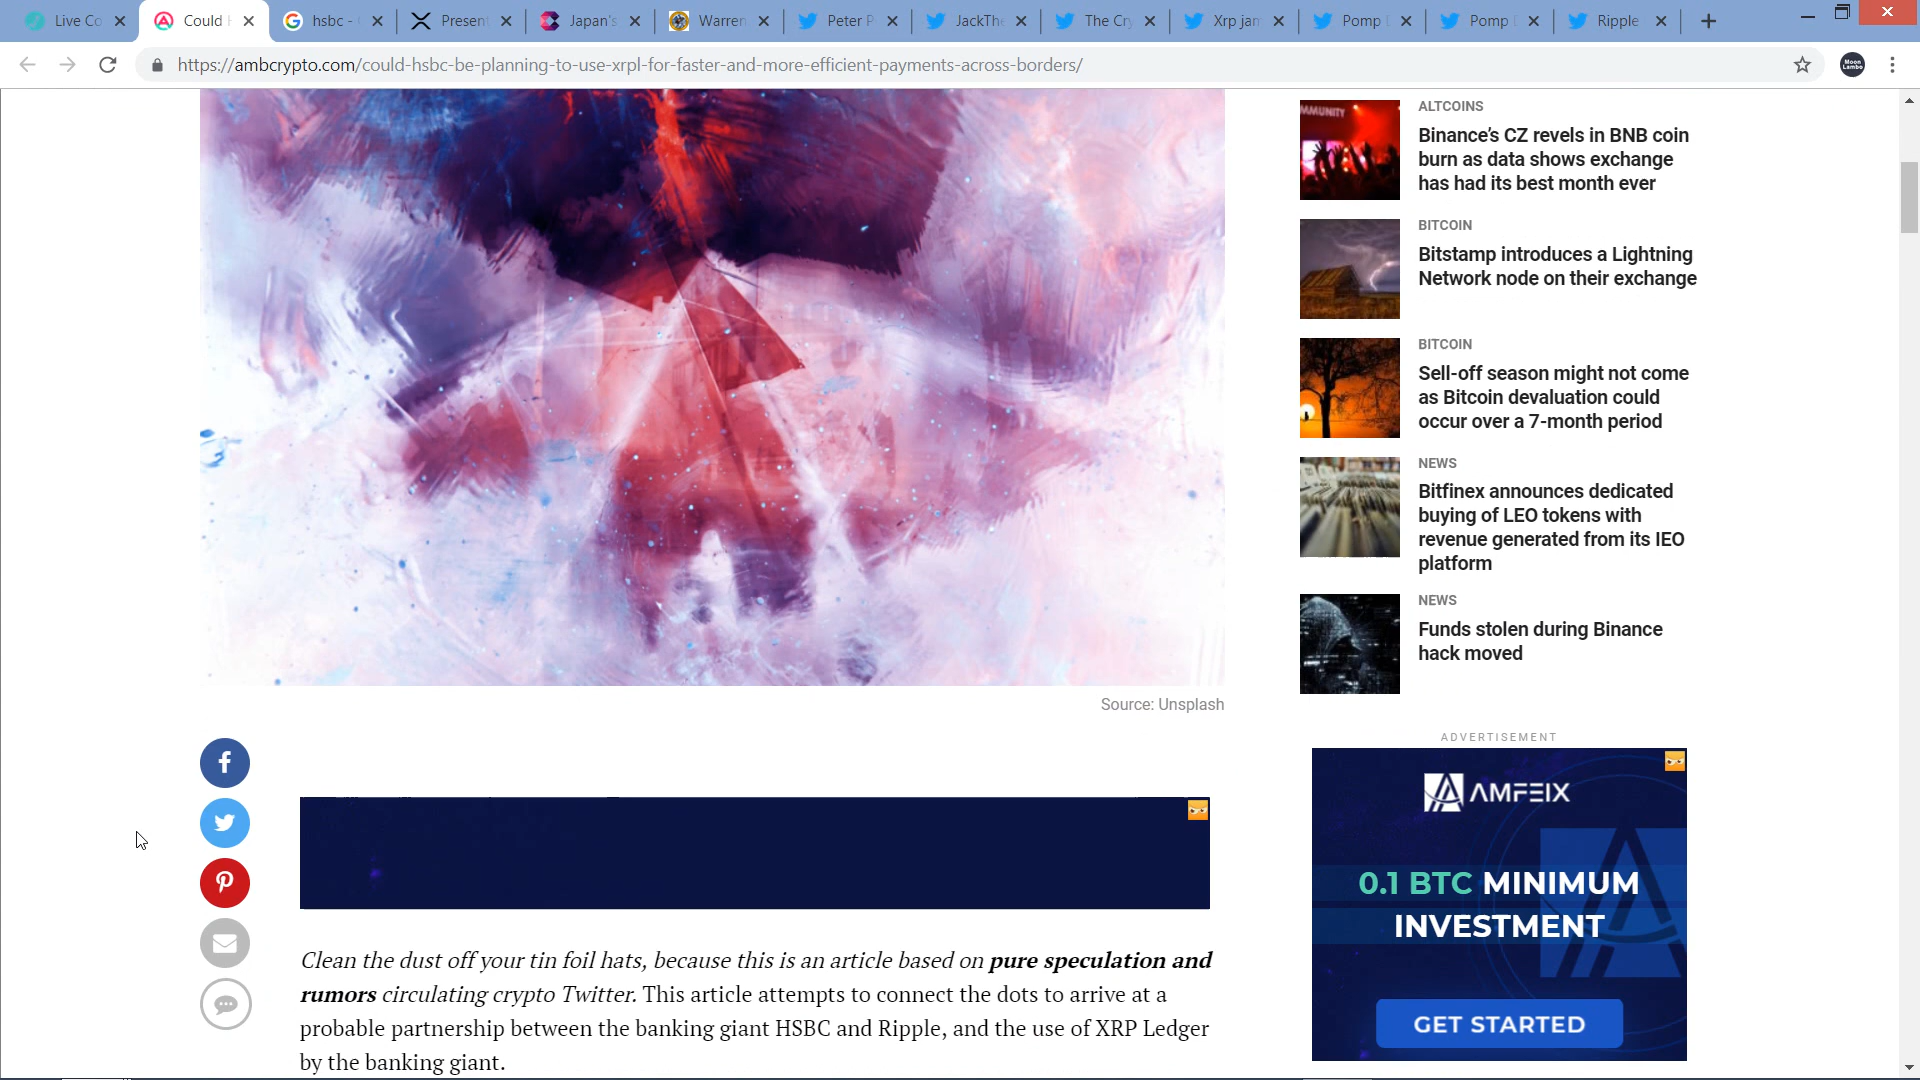 Live Co
Could
hsbc -
Present
Japan's
Warren
Peter P
JackThe
The Cry
Xrp jam
Pomp
Pomp
Ripple
https://ambcrypto.com/could-hsbc-be-planning-to-use-xrpl-for-faster-and-more-efficient-payments-across-borders/
Moon
Lambo
ALTCOINS
Binance’s CZ revels in BNB coin
burn as data shows exchange
has had its best month ever
BITCOIN
Bitstamp introduces a Lightning
Network node on their exchange
BITCOIN
Sell-off season might not come
as Bitcoin devaluation could
occur over a 7-month period
NEWS
Bitfinex announces dedicated
buying of LEO tokens with
revenue generated from its IEO
platform
NEWS
Funds stolen during Binance
hack moved
Source: Unsplash
ADVERTISEMENT
AMFEIX
0.1 BTC MINIMUM
INVESTMENT
GET STARTED
Clean the dust off your tin foil hats, because this is an article based on pure speculation and
rumors circulating crypto Twitter. This article attempts to connect the dots to arrive at a
probable partnership between the banking giant HSBC and Ripple, and the use of XRP Ledger
by the banking giant.